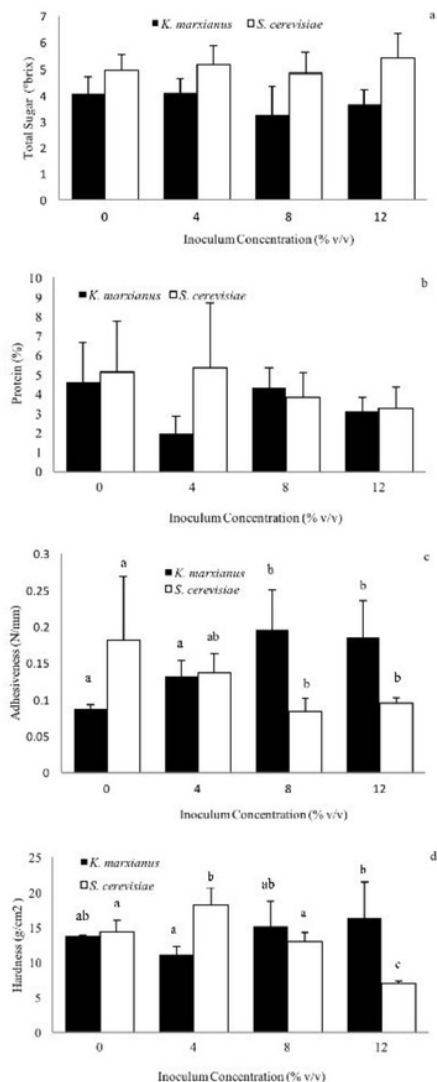 a
K. marxianus S. cerevisiae
Total Sugar (°brix)
7
6
5
4
3
2
1
0
0 4 8 12
Inoculum Concentration (% v/v)
b
K. marxianus S. cerevisiae
Protein (%)
10
9
8
7
6
5
4
3
2
1
0
0 4 8 12
Inoculum Concentration (% v/v)
c
K. marxianus
S. cerevisiae
Adhesiveness (N/mm)
0.3
0.25
0.2
0.15
0.1
0.05
0
a a a ab b b b b
0 4 8 12
Inoculum Concentration (% v/v)
d
K. marxianus
S. cerevisiae
Hardness (g/cm2)
25
20
15
10
5
0
ab a a b ab a b c
0 4 8 12
Inoculum Concentration (% v/v)